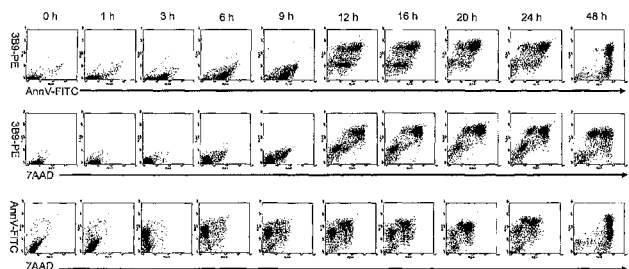 0 h 1 h 3 h 6 h 9 h 12 h 16 h 20 h 24 h 48 h
3B9-PE
AnnV-FITC
3B9-PE
7AAD
AnnV-FITC
7AAD